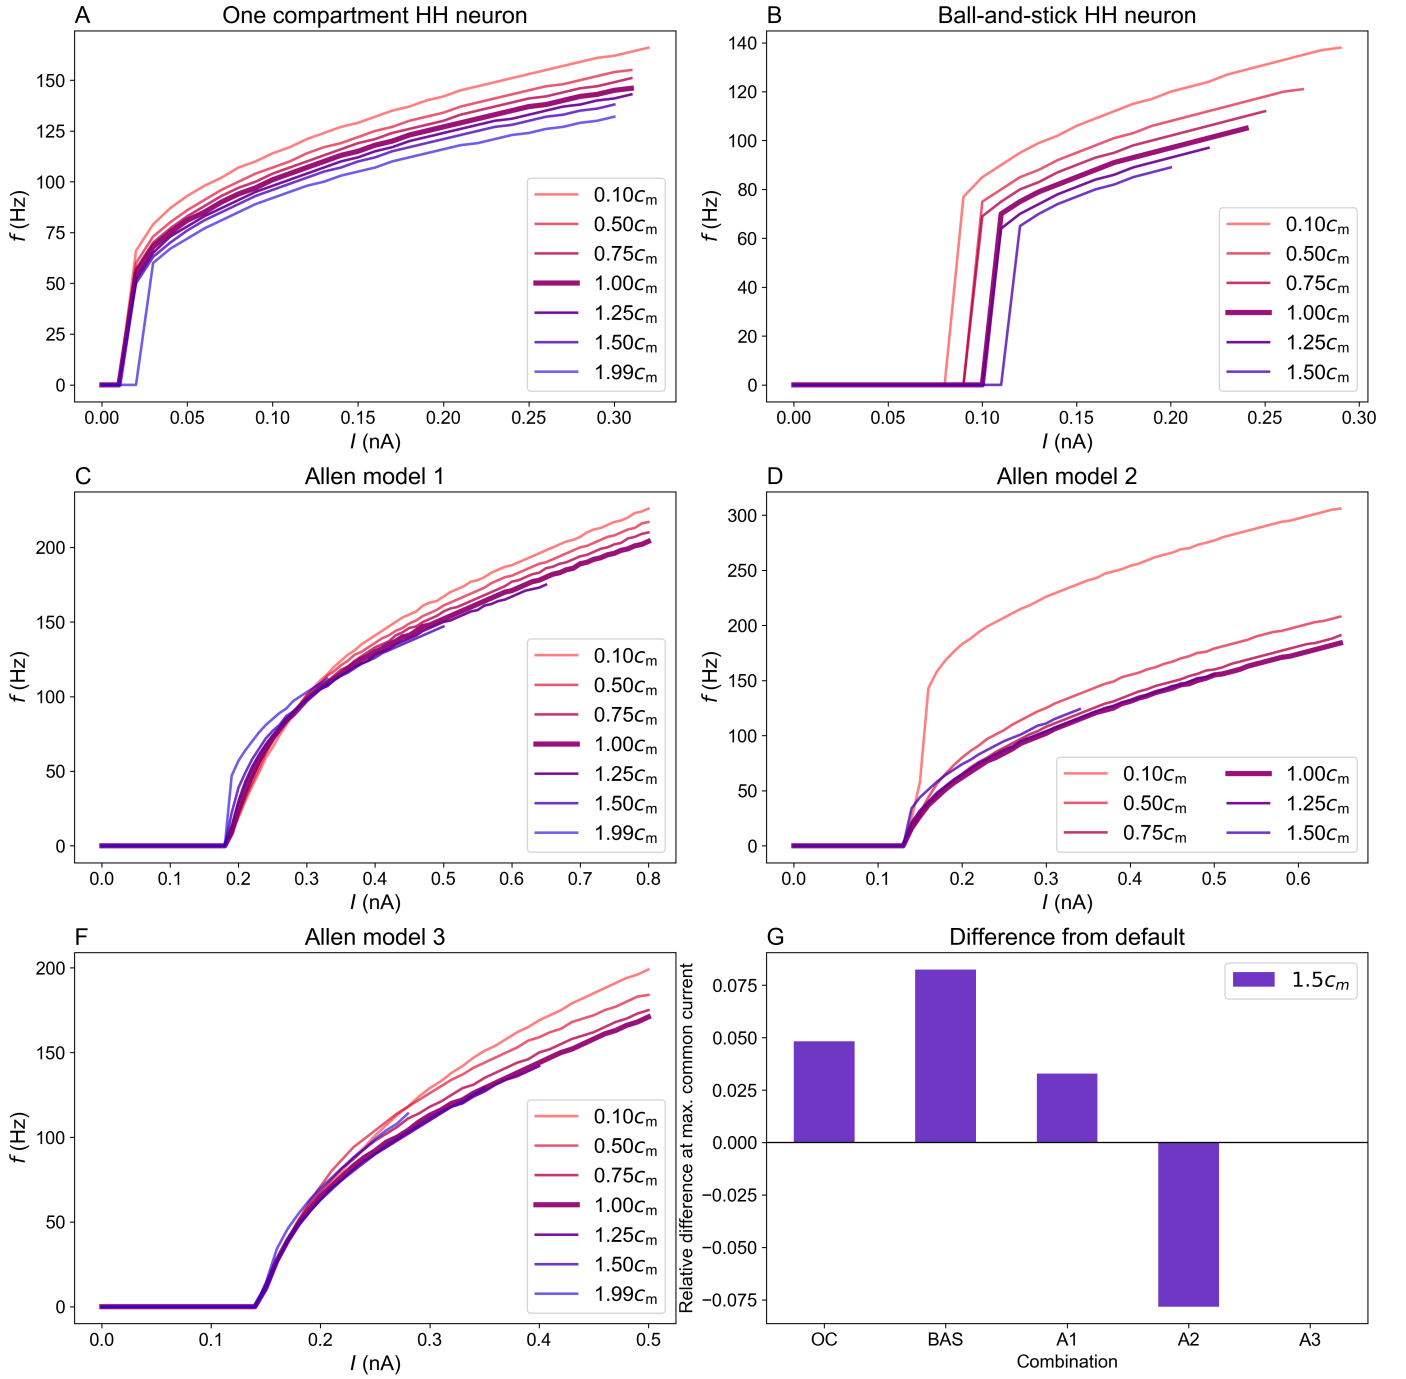 A One compartment HH neuron
f (Hz)
150
125
100
75
50
25
0
0.10cm
0.50cm
0.75cm
1.00cm
1.25cm
1.50cm
1.99cm
0.00 0.05 0.10 0.15 0.20 0.25 0.30
I (nA)
B Ball-and-stick HH neuron
f (Hz)
140
120
100
80
60
40
20
0
0.10cm
0.50cm
0.75cm
1.00cm
1.25cm
1.50cm
0.00 0.05 0.10 0.15 0.20 0.25 0.30
I (nA)
C Allen model 1
f (Hz)
200
150
100
50
0
0.10cm
0.50cm
0.75cm
1.00cm
1.25cm
1.50cm
1.99cm
0.0 0.1 0.2 0.3 0.4 0.5 0.6 0.7 0.8
I (nA)
D Allen model 2
f (Hz)
300
250
200
150
100
50
0
0.10cm 1.00cm
0.50cm 1.25cm
0.75cm 1.50cm
0.0 0.1 0.2 0.3 0.4 0.5 0.6
I (nA)
F Allen model 3
f (Hz)
200
150
100
50
0
0.10cm
0.50cm
0.75cm
1.00cm
1.25cm
1.50cm
1.99cm
0.0 0.1 0.2 0.3 0.4 0.5
I (nA)
G Difference from default
Relative difference at max. common current
0.075
0.050
0.025
0.000
−0.025
−0.050
−0.075
1.5cm
OC BAS A1 A2 A3
Combination